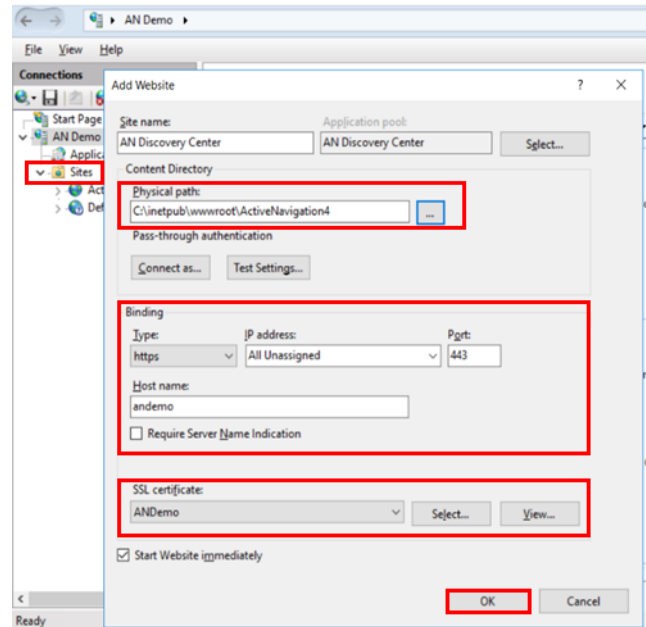 AN Demo
File View Help
Connections
Add Website ? X
Start Page
AN Demo
Applic
Sites
Act
Def
Site name: Application pool:
AN Discovery Center AN Discovery Center Select...
Content Directory
Physical path:
C:\inetpub\wwwroot\ActiveNavigation4 ...
Pass-through authentication
Connect as... Test Settings...
Binding
Type: IP address: Port:
https All Unassigned 443
Host name:
andemo
Require Server Name Indication
SSL certificate:
ANDemo Select... View...
Start Website immediately
OK Cancel
Ready